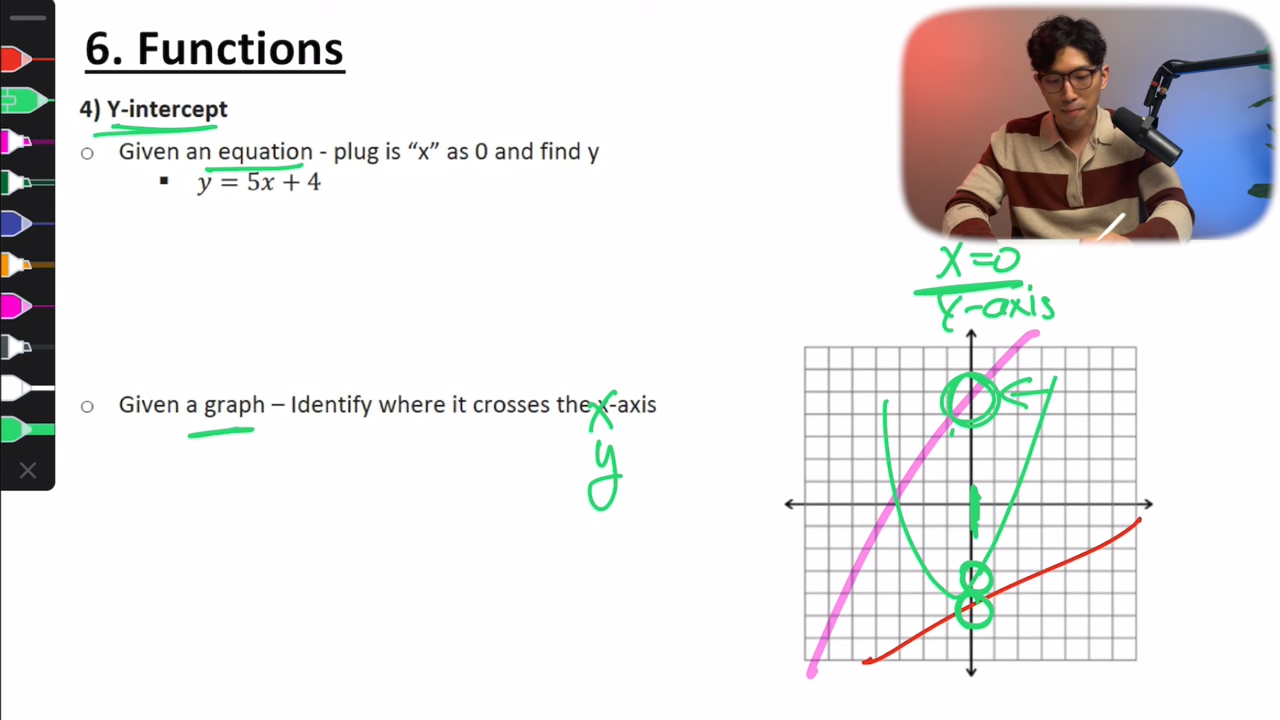 6. Functions
4) Y-intercept
○ Given an equation - plug is “x” as 0 and find y
▪ y = 5x + 4
x=0
Y-axis
○ Given a graph – Identify where it crosses the x-axis
x
y